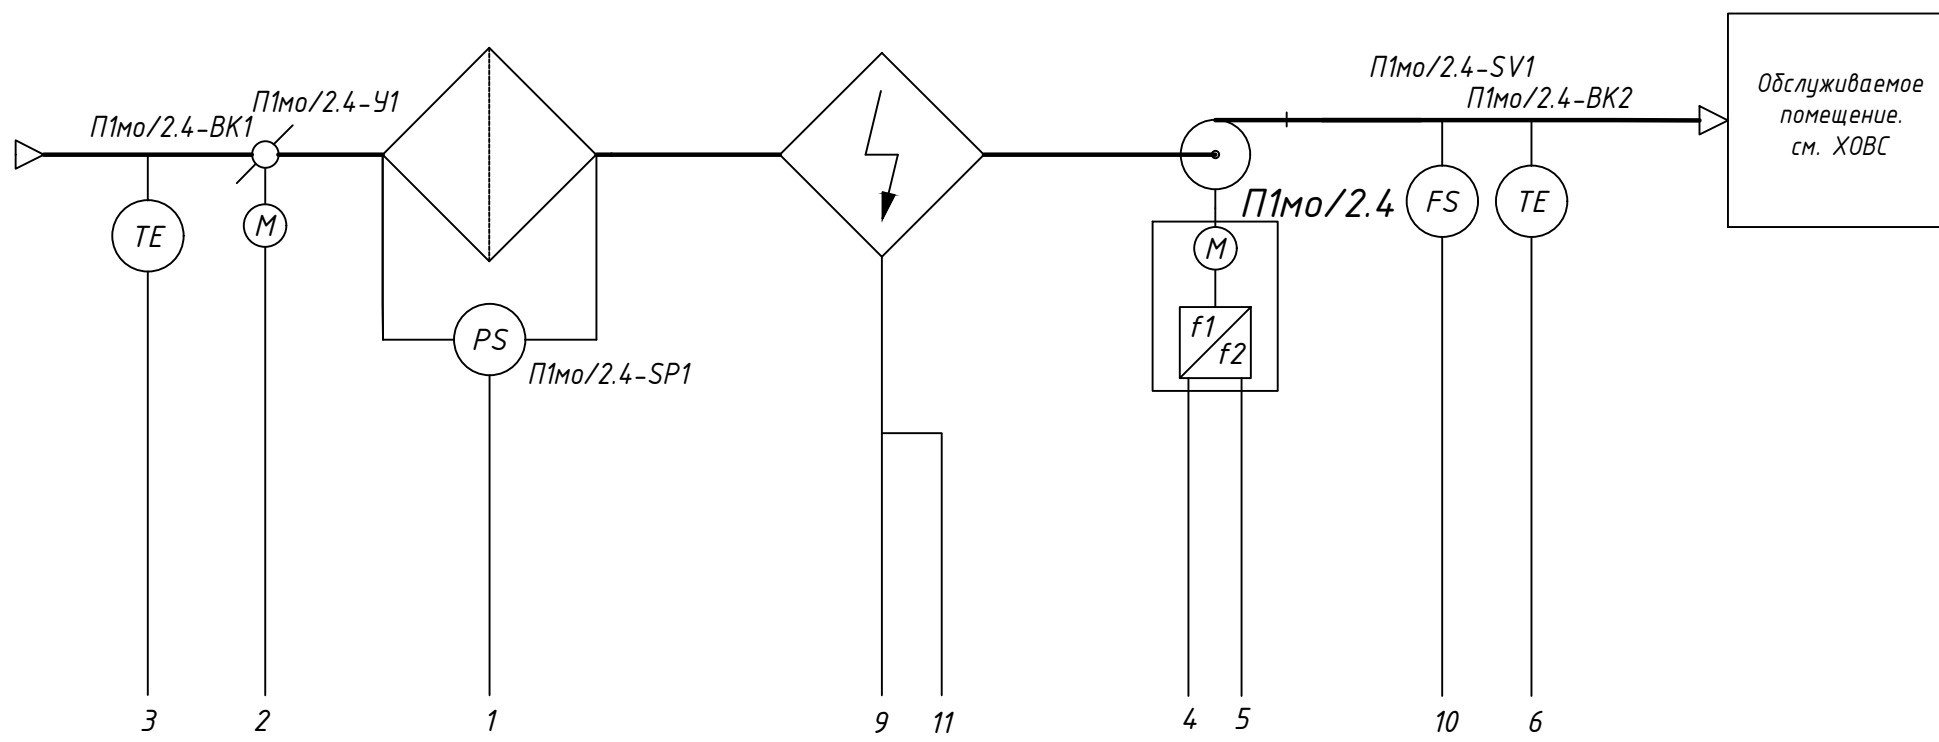 П1мо/2.4-SV1
П1мо/2.4-ВК2
Обслуживаемое
помещение.
см. ХОВС
П1мо/2.4-У1
П1мо/2.4-ВК1
П1мо/2.4
FS
TE
TE
M
M
PS
f1
f2
П1мо/2.4-SP1
3
2
1
9
11
4
5
10
6